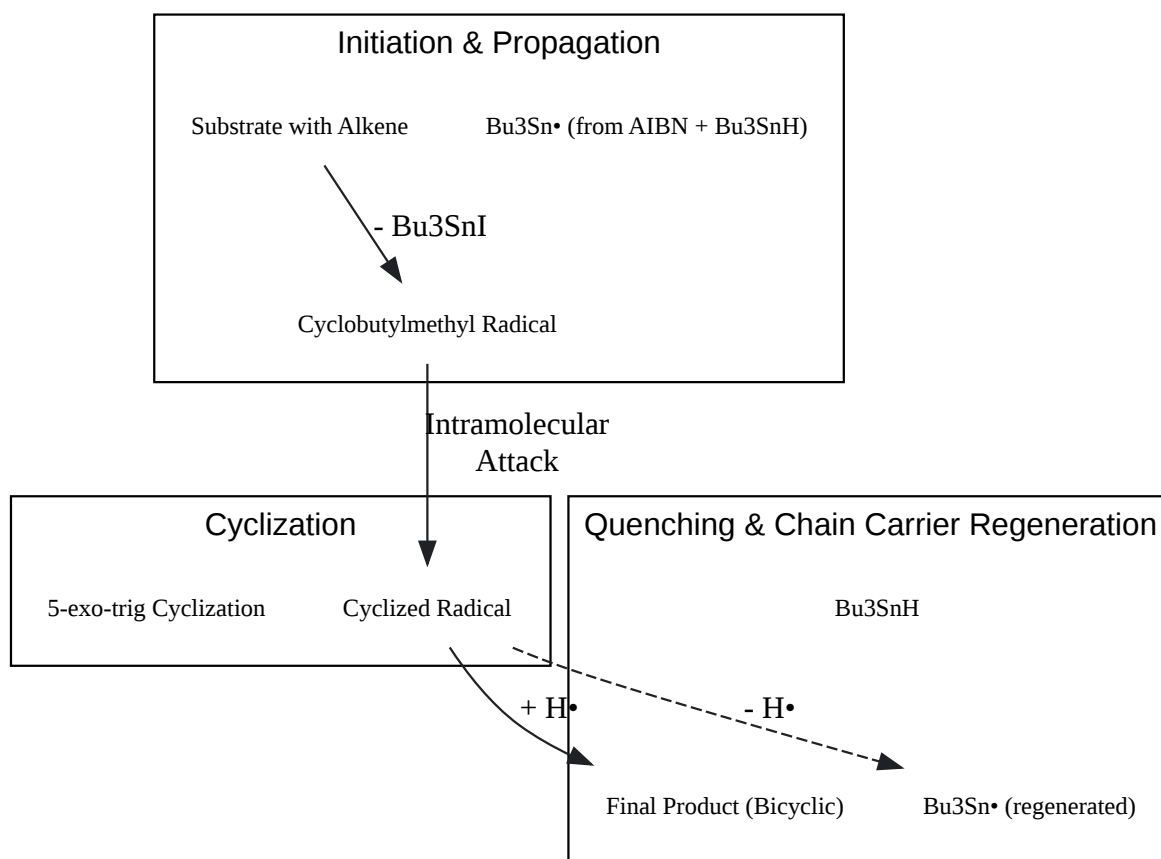 Initiation & Propagation
Substrate with Alkene
Bu3Sn• (from AIBN + Bu3SnH)
- Bu3SnI
Cyclobutylmethyl Radical
Intramolecular
Attack
Cyclization
Quenching & Chain Carrier Regeneration
5-exo-trig Cyclization
Cyclized Radical
Bu3SnH
+ H•
- H•
Final Product (Bicyclic)
Bu3Sn• (regenerated)